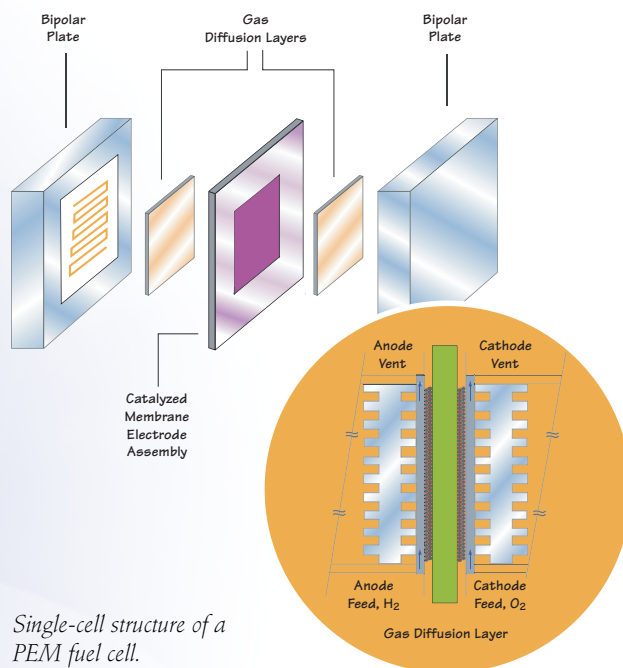 Bipolar
Plate
Gas
Diffusion Layers
Bipolar
Plate
Catalyzed
Membrane
Electrode
Assembly
Anode
Vent
Cathode
Vent
Anode
Feed, H2
Cathode
Feed, O2
Gas Diffusion Layer
Single-cell structure of a
PEM fuel cell.